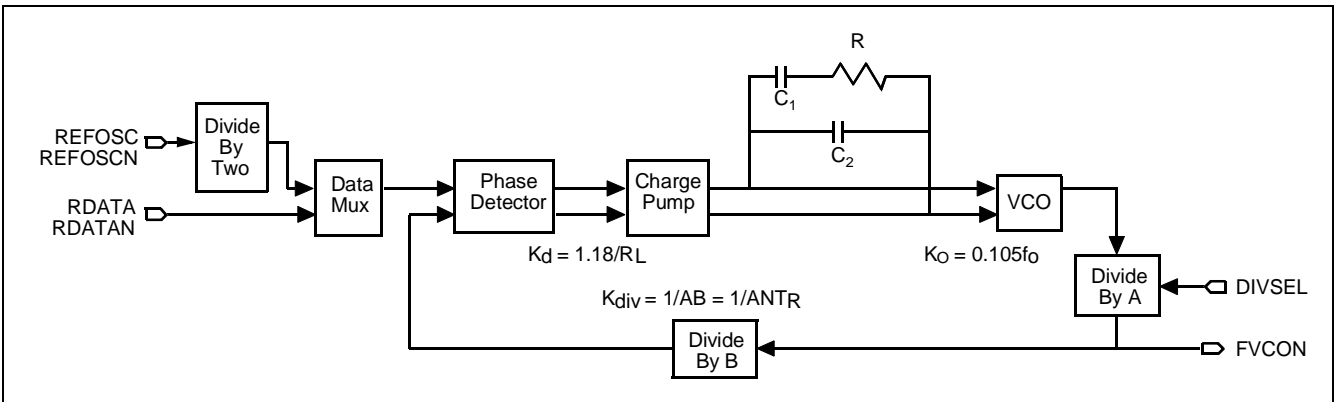 R
C1
C2
REFOSC
REFOSCN
Divide
By
Two
RDATA
RDATAN
Data
Mux
Phase
Detector
Charge
Pump
VCO
Kd = 1.18/RL
KO = 0.105fo
Divide
By A
DIVSEL
Kdiv = 1/AB = 1/ANTR
Divide
By B
FVCON